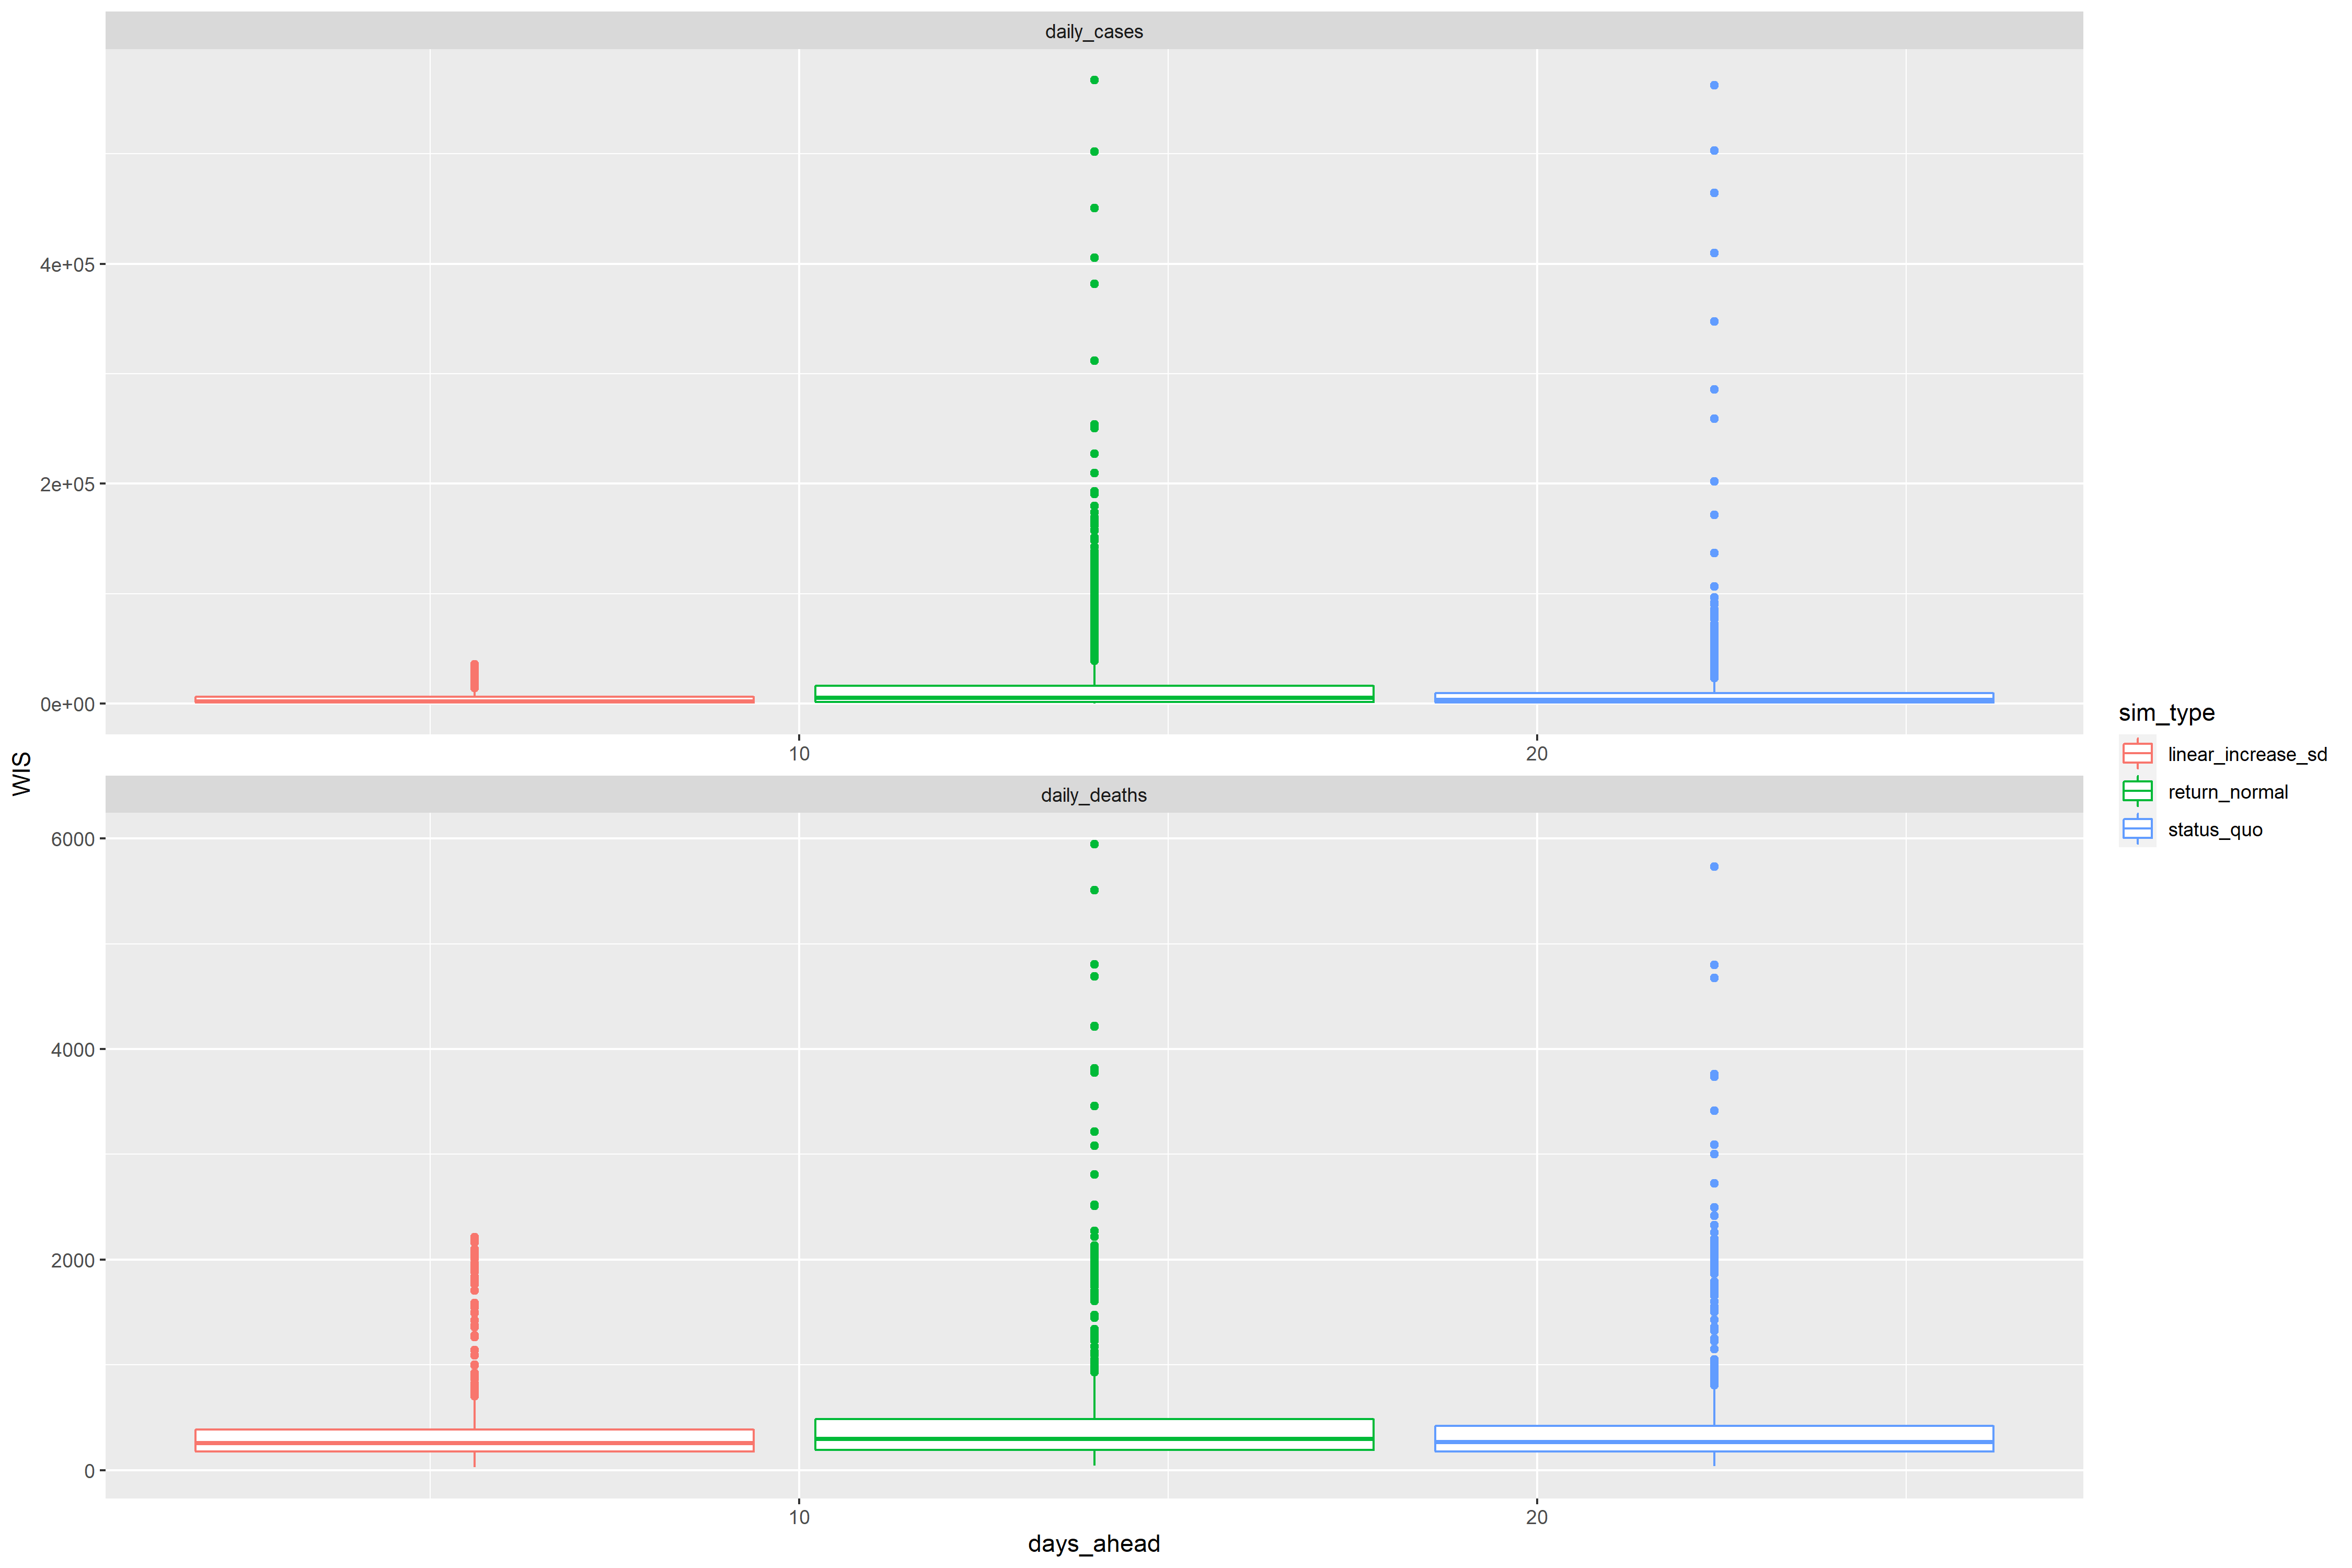 daily_cases
4e+05
2e+05
0e+00
10
20
WIS
daily_deaths
6000
4000
2000
0
10
20
days_ahead
sim_type
linear_increase_sd
return_normal
status_quo